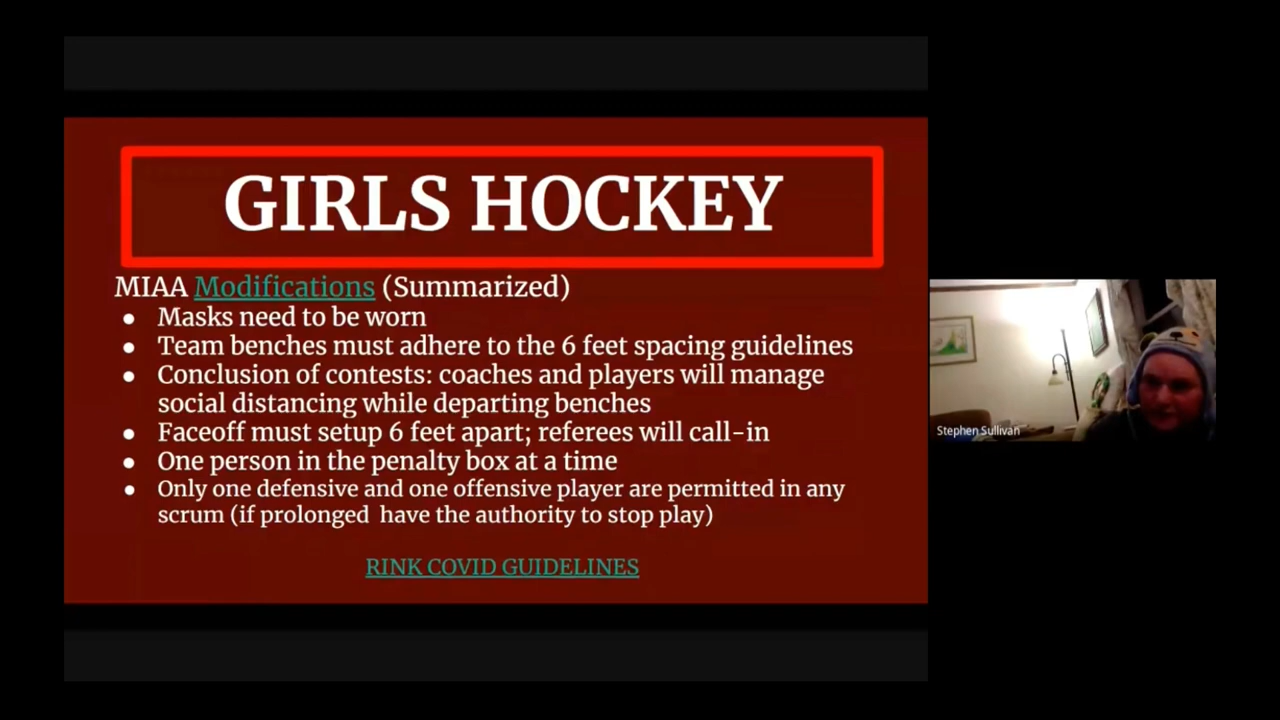 GIRLS HOCKEY
MIAA Modifications (Summarized)
● Masks need to be worn
● Team benches must adhere to the 6 feet spacing guidelines
● Conclusion of contests: coaches and players will manage
social distancing while departing benches
● Faceoff must setup 6 feet apart; referees will call-in
● One person in the penalty box at a time
● Only one defensive and one offensive player are permitted in any
scrum (if prolonged  have the authority to stop play)
RINK COVID GUIDELINES
Stephen Sullivan